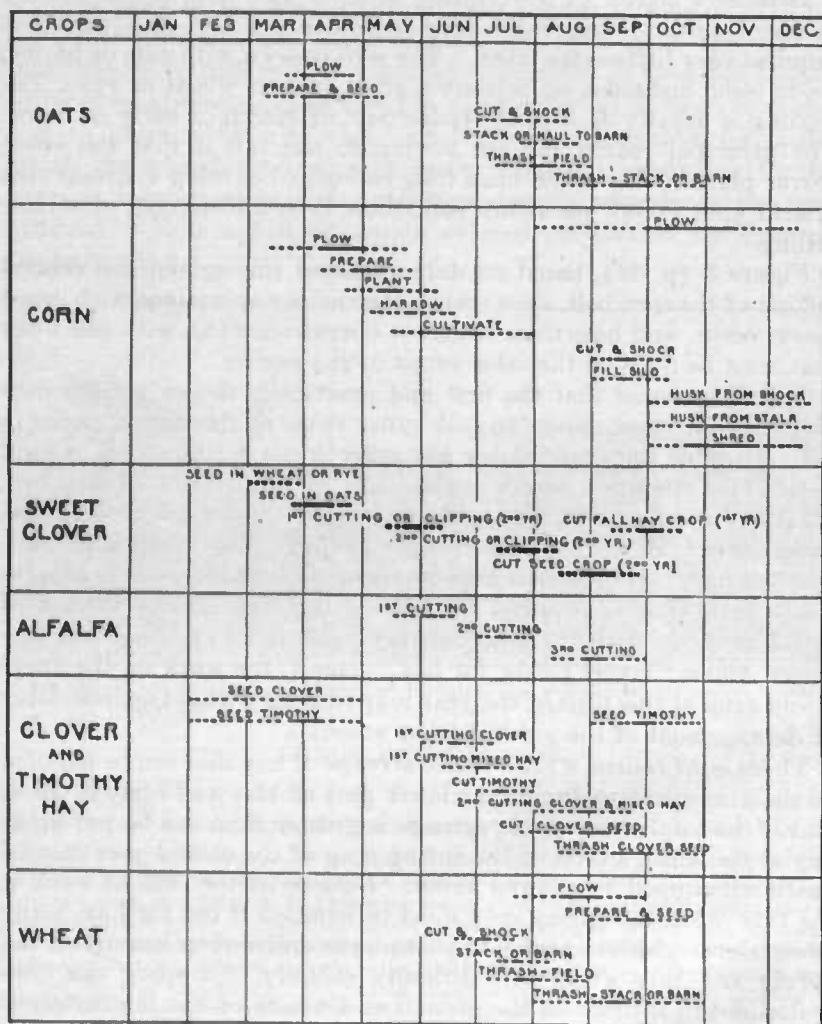 CROPS JAN FEB MAR APR MAY JUN JUL AUG SEP OCT NOV DEC
OATS
PLOW
PREPARE & SEED
CUT & SHOCK
STACK OR HAUL TO BARN
THRASH - FIELD
THRASH - STACK OR BARN
CORN
PLOW
PLOW
PREPARE
PLANT
HARROW
CULTIVATE
CUT & SHOCK
FILL SILO
HUSK FROM SHOCK
HUSK FROM STALK
SHRED
SWEET
CLOVER
SEED IN WHEAT OR RYE
SEED IN OATS
1ST CUTTING OR CLIPPING (2ND YR) CUT FALL HAY CROP (1ST YR)
2ND CUTTING OR CLIPPING (2ND YR.)
CUT SEED CROP (2ND YR)
ALFALFA
1ST CUTTING
2ND CUTTING
3RD CUTTING
CLOVER
AND
TIMOTHY
HAY
SEED CLOVER
SEED TIMOTHY SEED TIMOTHY
1ST CUTTING CLOVER
1ST CUTTING MIXED HAY
CUT TIMOTHY
2ND CUTTING CLOVER & MIXED HAY
CUT CLOVER SEED
THRASH CLOVER SEED
WHEAT
PLOW
PREPARE & SEED
CUT & SHOCK
STACK OR BARN
THRASH - FIELD
THRASH - STACK OR BARN